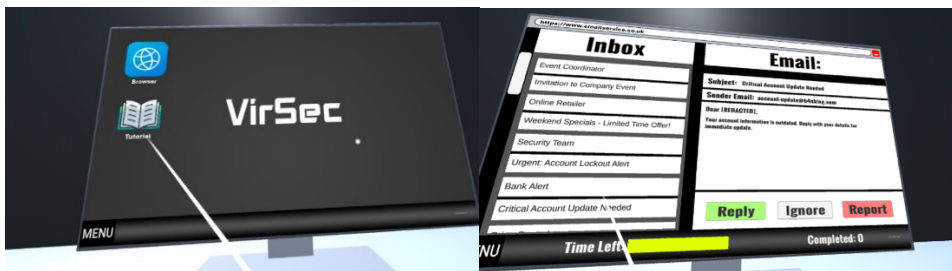 Browser
Tutorial
VirSec
MENU
https://www.emailservice.co.uk
Inbox
Event Coordinator
Invitation to Company Event
Online Retailer
Weekend Specials - Limited Time Offer!
Security Team
Urgent: Account Lockout Alert
Bank Alert
Critical Account Update Needed
Email:
Subject: Critical Account Update Needed
Sender Email: account-update@b4nking.com
Dear [REDACTED],
Your account information is outdated. Reply with your details for
immediate update.
Reply
Ignore
Report
NU
Time Left:
Completed: 0